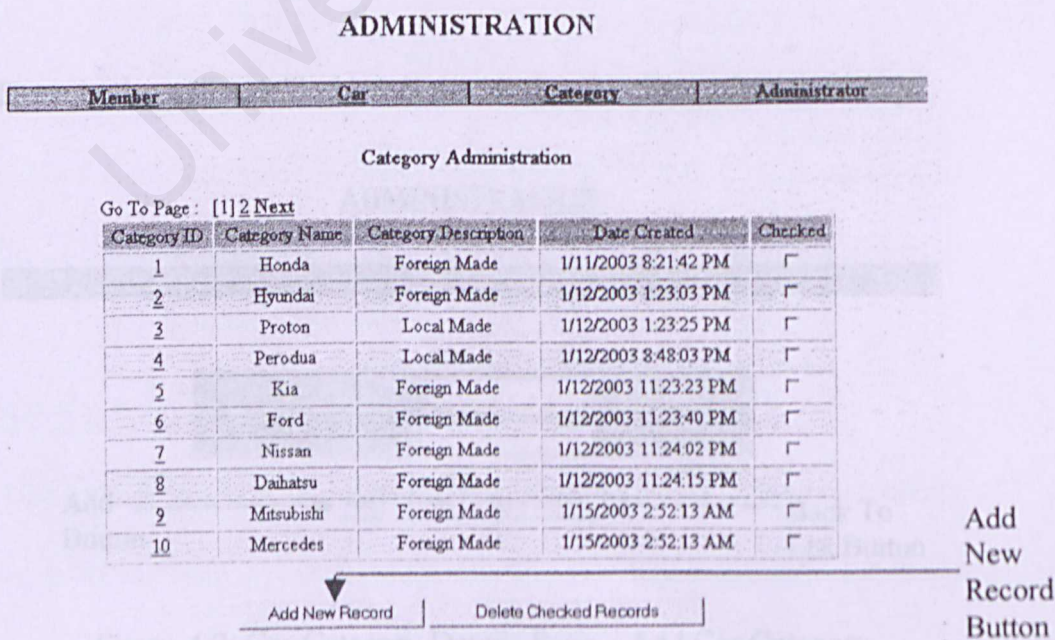 ADMINISTRATION
Member Car Category Administrator
Category Administration
Go To Page : [1] 2 Next
Category ID Category Name Category Description Date Created Checked
1 Honda Foreign Made 1/11/2003 8:21:42 PM
2 Hyundai Foreign Made 1/12/2003 1:23:03 PM
3 Proton Local Made 1/12/2003 1:23:25 PM
4 Perodua Local Made 1/12/2003 8:48:03 PM
5 Kia Foreign Made 1/12/2003 11:23:23 PM
6 Ford Foreign Made 1/12/2003 11:23:40 PM
7 Nissan Foreign Made 1/12/2003 11:24:02 PM
8 Daihatsu Foreign Made 1/12/2003 11:24:15 PM
9 Mitsubishi Foreign Made 1/15/2003 2:52:13 AM
10 Mercedes Foreign Made 1/15/2003 2:52:13 AM
Add
New
Record
Button
Add New Record Delete Checked Records